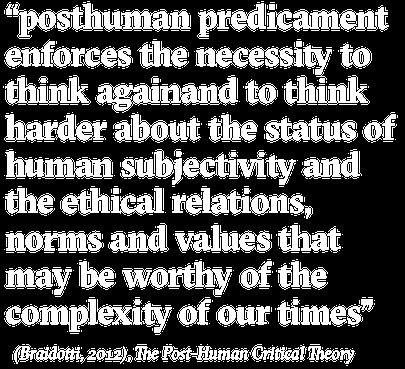 “posthuman predicament
enforces the necessity to
think againand to think
harder about the status of
human subjectivity and
the ethical relations,
norms and values that
may be worthy of the
complexity of our times”
(Braidotti, 2012), The Post-Human Critical Theory